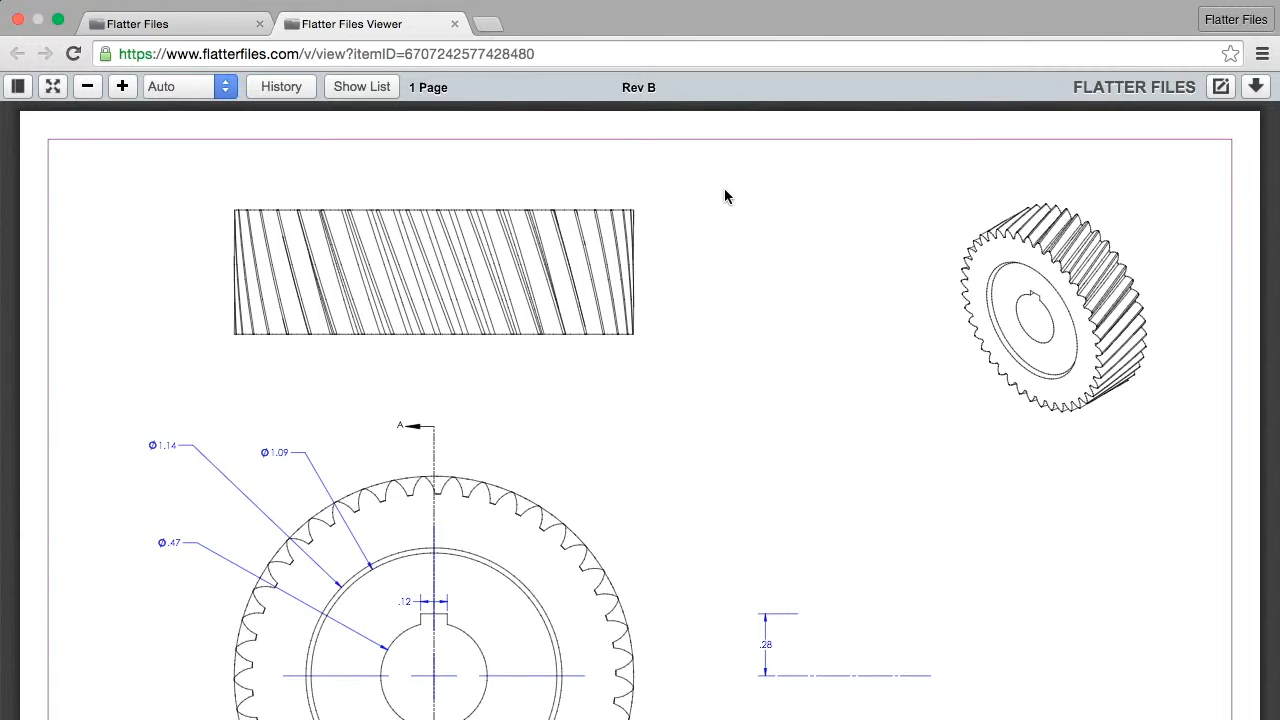 Flatter Files
Flatter Files Viewer
Flatter Files
https://www.flatterfiles.com/v/view?itemID=6707242577428480
Auto
History
Show List
1 Page
Rev B
FLATTER FILES
A
Ø1.14
Ø1.09
Ø.47
.12
.28